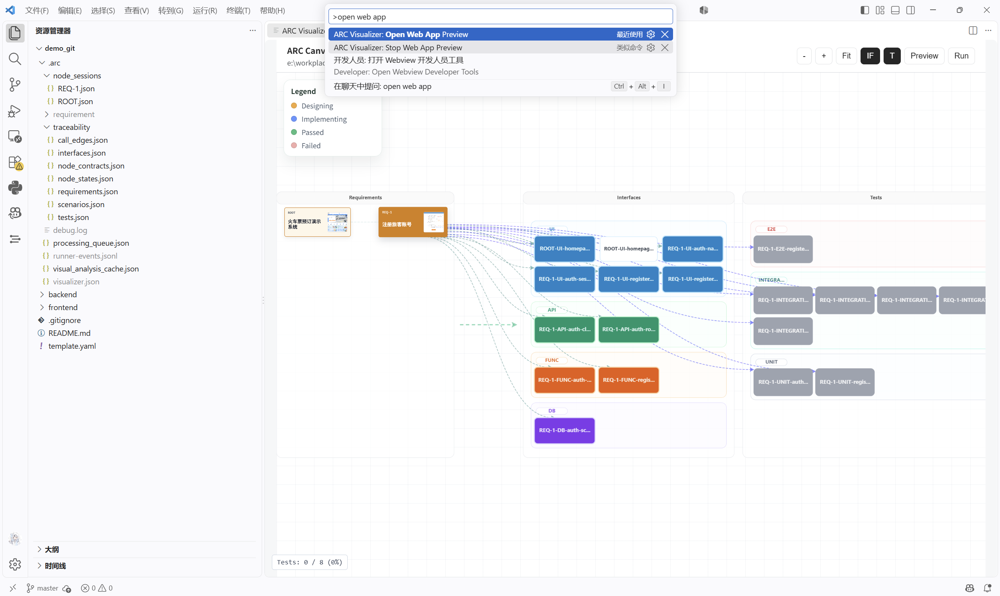 文件(F) 编辑(E) 选择(S) 查看(V) 转到(G) 运行(R) 终端(T) 帮助(H)
>open web app
ARC Visualizer: Open Web App Preview 最近使用
ARC Visualizer: Stop Web App Preview 类似命令
开发人员: 打开 Webview 开发人员工具
Developer: Open Webview Developer Tools
在聊天中提问: open web app Ctrl + Alt + I
资源管理器
demo_git
.arc
node_sessions
REQ-1.json
ROOT.json
requirement
traceability
call_edges.json
interfaces.json
node_contracts.json
node_states.json
requirements.json
scenarios.json
tests.json
debug.log
processing_queue.json
runner-events.jsonl
visual_analysis_cache.json
visualizer.json
backend
frontend
.gitignore
README.md
template.yaml
大纲
时间线
ARC Visualize
ARC Canv
e:\workplac
- + Fit IF T Preview Run
Legend
Designing
Implementing
Passed
Failed
Requirements
ROOT
火车票预订演示
系统
REQ-1
注册旅客账号
Interfaces
UI
ROOT-UI-homepa... ROOT-UI-homepag... REQ-1-UI-auth-na...
REQ-1-UI-auth-ses... REQ-1-UI-register... REQ-1-UI-register...
API
REQ-1-API-auth-cl... REQ-1-API-auth-ro...
FUNC
REQ-1-FUNC-auth-... REQ-1-FUNC-regis...
DB
REQ-1-DB-auth-sc...
Tests
E2E
REQ-1-E2E-registe...
INTEGRA...
REQ-1-INTEGRATI... REQ-1-INTEGRATI... REQ-1-INTEGRATI... REQ-1-INTEGRA
REQ-1-INTEGRATI...
UNIT
REQ-1-UNIT-auth... REQ-1-UNIT-regis...
Tests: 0 / 8 (0%)
master 0 0